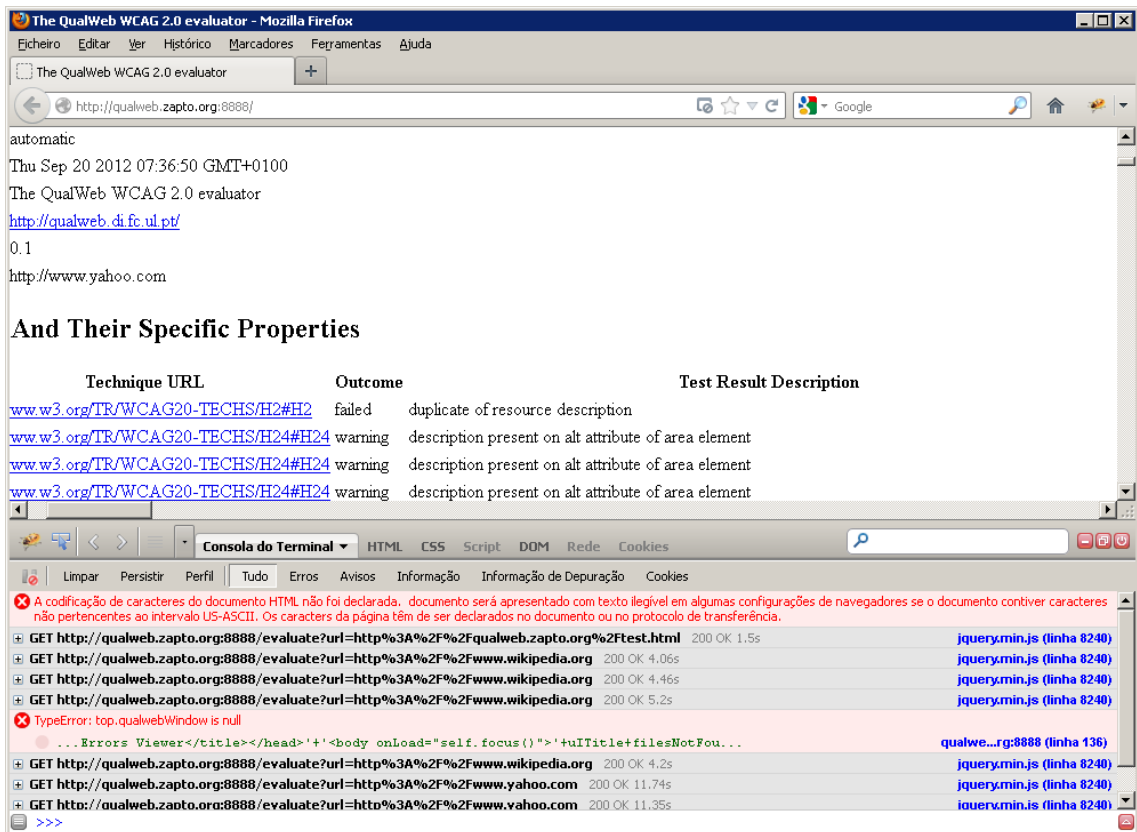 The QualWeb WCAG 2.0 evaluator - Mozilla Firefox
Ficheiro Editar Ver Histórico Marcadores Ferramentas Ajuda
The QualWeb WCAG 2.0 evaluator +
http://qualweb.zapto.org:8888/ Google
automatic
Thu Sep 20 2012 07:36:50 GMT+0100
The QualWeb WCAG 2.0 evaluator
http://qualweb.di.fc.ul.pt/
0.1
http://www.yahoo.com
And Their Specific Properties
Technique URL Outcome Test Result Description
ww.w3.org/TR/WCAG20-TECHS/H2#H2 failed duplicate of resource description
ww.w3.org/TR/WCAG20-TECHS/H24#H24 warning description present on alt attribute of area element
ww.w3.org/TR/WCAG20-TECHS/H24#H24 warning description present on alt attribute of area element
ww.w3.org/TR/WCAG20-TECHS/H24#H24 warning description present on alt attribute of area element
Consola do Terminal HTML CSS Script DOM Rede Cookies
Limpar Persistir Perfil Tudo Erros Avisos Informação Informação de Depuração Cookies
A codificação de caracteres do documento HTML não foi declarada. documento será apresentado com texto ilegível em algumas configurações de navegadores se o documento contiver caracteres
não pertencentes ao intervalo US-ASCII. Os caracters da página têm de ser declarados no documento ou no protocolo de transferência.
GET http://qualweb.zapto.org:8888/evaluate?url=http%3A%2F%2Fqualweb.zapto.org%2Ftest.html 200 OK 1.5s jquery.min.js (linha 8240)
GET http://qualweb.zapto.org:8888/evaluate?url=http%3A%2F%2Fwww.wikipedia.org 200 OK 4.06s jquery.min.js (linha 8240)
GET http://qualweb.zapto.org:8888/evaluate?url=http%3A%2F%2Fwww.wikipedia.org 200 OK 4.46s jquery.min.js (linha 8240)
GET http://qualweb.zapto.org:8888/evaluate?url=http%3A%2F%2Fwww.wikipedia.org 200 OK 5.2s jquery.min.js (linha 8240)
TypeError: top.qualwebWindow is null
...Errors Viewer</title></head>'+'<body onLoad="self.focus()">'+uITitle+filesNotFou... qualwe...rg:8888 (linha 136)
GET http://qualweb.zapto.org:8888/evaluate?url=http%3A%2F%2Fwww.wikipedia.org 200 OK 4.2s jquery.min.js (linha 8240)
GET http://qualweb.zapto.org:8888/evaluate?url=http%3A%2F%2Fwww.yahoo.com 200 OK 11.74s jquery.min.js (linha 8240)
GET http://qualweb.zapto.org:8888/evaluate?url=http%3A%2F%2Fwww.yahoo.com 200 OK 11.35s jquery.min.js (linha 8240)
>>>